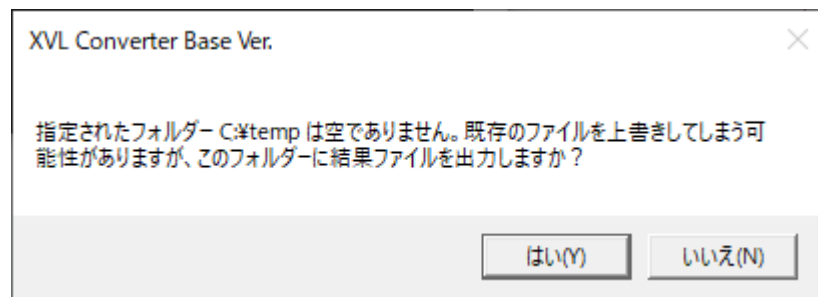 XVL Converter Base Ver.
指定されたフォルダー C:¥temp は空でありません。既存のファイルを上書きしてしまう可
能性がありますが、このフォルダーに結果ファイルを出力しますか？
はい(Y)
いいえ(N)